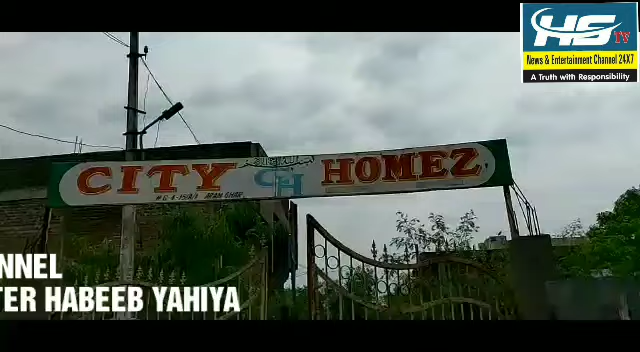 HS TV
News & Entertainment Channel 24X7
A Truth with Responsibility
CITY CH HOMEZ
NNEL
TER HABEEB YAHIYA